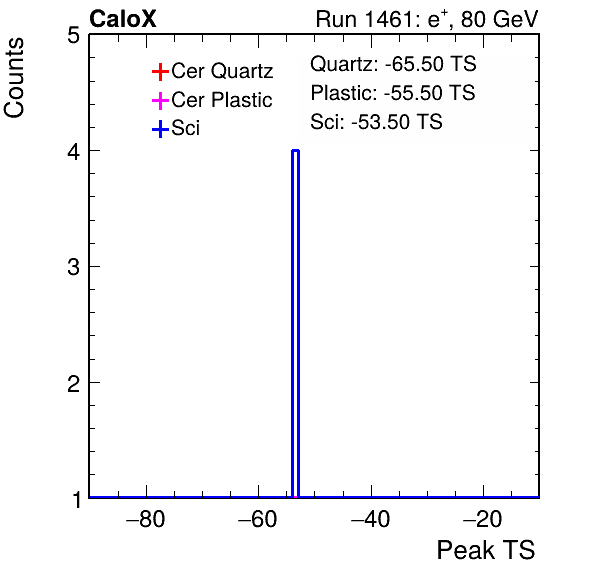 CaloX Run 1461: e⁺, 80 GeV
Counts
5
Cer Quartz
Cer Plastic
Sci
Quartz: -65.50 TS
Plastic: -55.50 TS
Sci: -53.50 TS
4
3
2
1
−80 −60 −40 −20
Peak TS